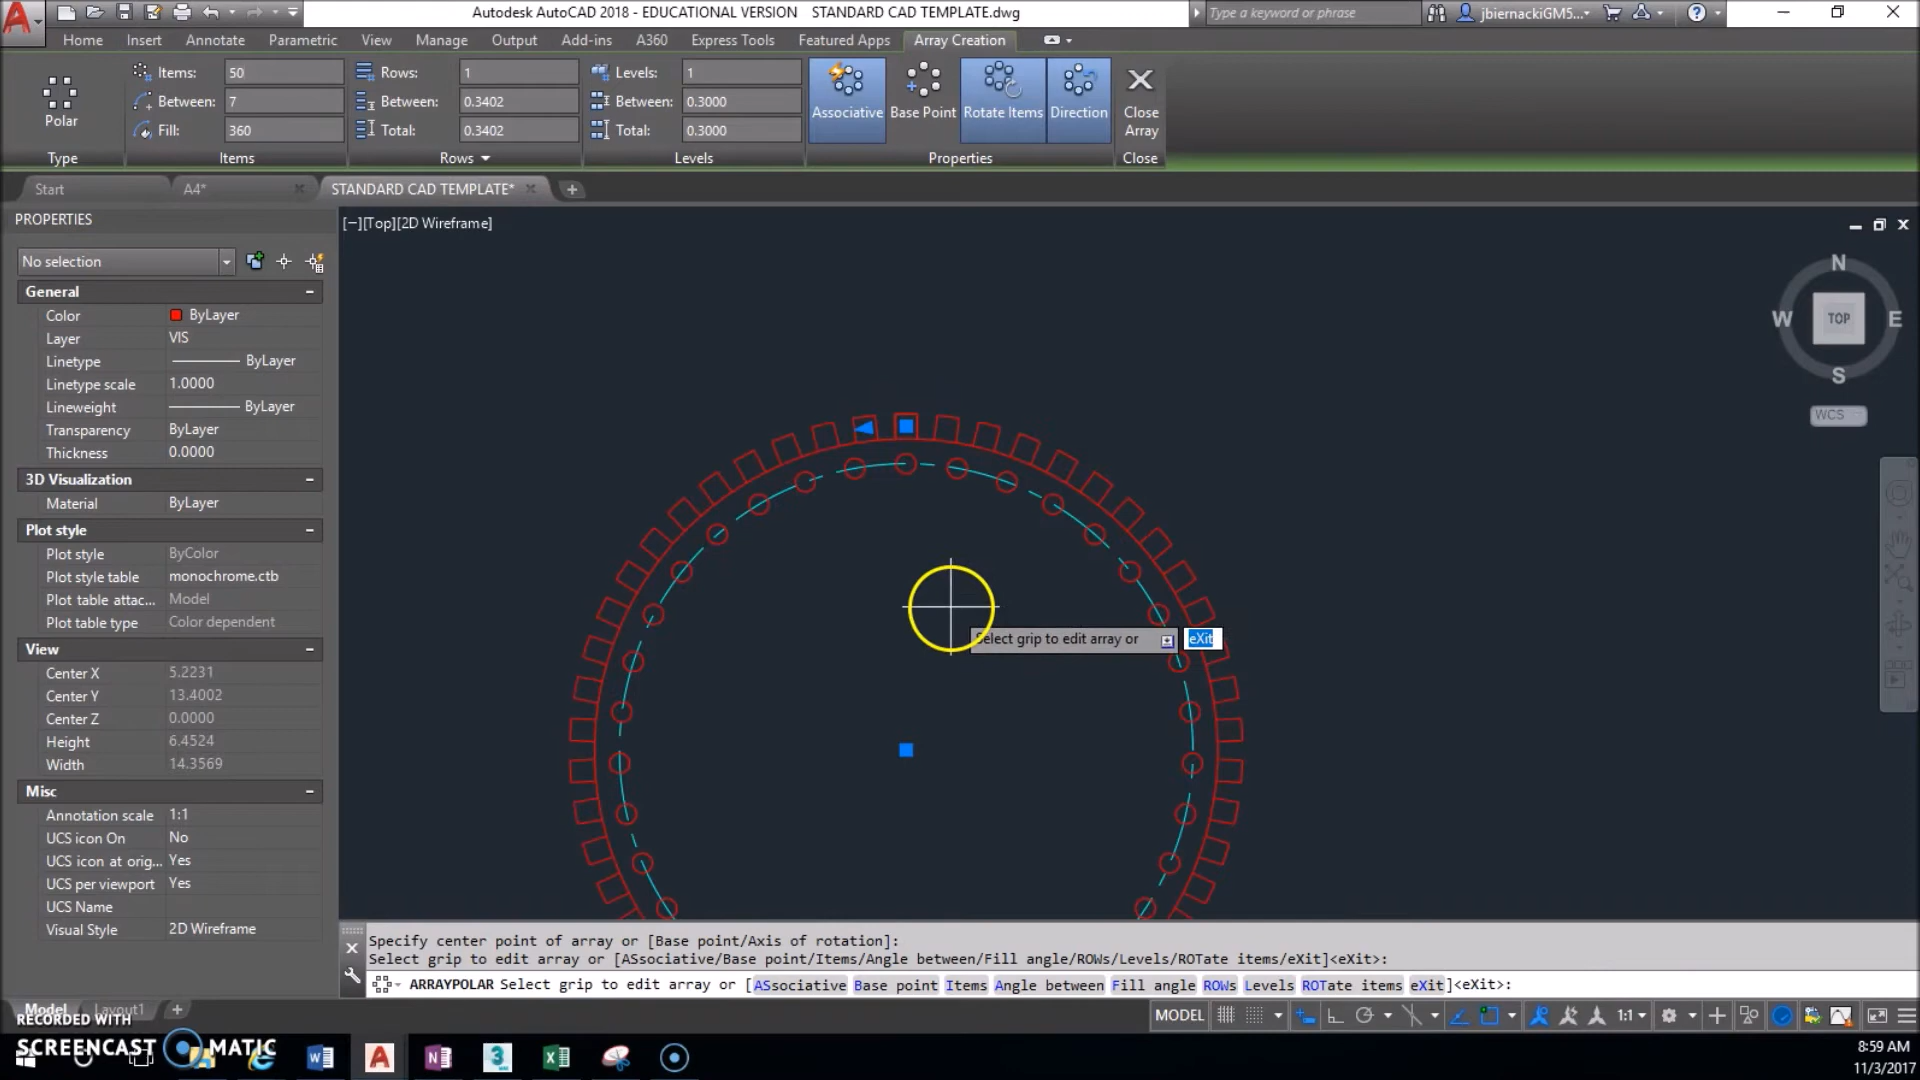 Autodesk AutoCAD 2018 - EDUCATIONAL VERSION STANDARD CAD TEMPLATE.dwg
Type a keyword or phrase
jbiernackiGM5...
Home Insert Annotate Parametric View Manage Output Add-ins A360 Express Tools Featured Apps Array Creation
Items: 50 Rows: 1 Levels: 1
Between: 7 Between: 0.3402 Between: 0.3000
Fill: 360 Total: 0.3402 Total: 0.3000
Polar
Associative Base Point Rotate Items Direction Close Array
Type Items Rows Levels Properties Close
Start A4* STANDARD CAD TEMPLATE*
PROPERTIES
[−][Top][2D Wireframe]
No selection
General
Color ByLayer
Layer VIS
Linetype ByLayer
Linetype scale 1.0000
Lineweight ByLayer
Transparency ByLayer
Thickness 0.0000
3D Visualization
Material ByLayer
Plot style
Plot style ByColor
Plot style table monochrome.ctb
Plot table attac... Model
Plot table type Color dependent
View
Center X 5.2231
Center Y 13.4002
Center Z 0.0000
Height 6.4524
Width 14.3569
Misc
Annotation scale 1:1
UCS icon On No
UCS icon at orig... Yes
UCS per viewport Yes
UCS Name
Visual Style 2D Wireframe
N
W TOP E
S
WCS
Select grip to edit array or eXit
Specify center point of array or [Base point/Axis of rotation]:
Select grip to edit array or [ASsociative/Base point/Items/Angle between/Fill angle/ROWs/Levels/ROTate items/eXit]<eXit>:
ARRAYPOLAR Select grip to edit array or [ASsociative Base point Items Angle between Fill angle ROWs Levels ROTate items eXit]<eXit>:
Model Layout1
MODEL 1:1
RECORDED WITH
SCREENCAST MATIC
8:59 AM
11/3/2017